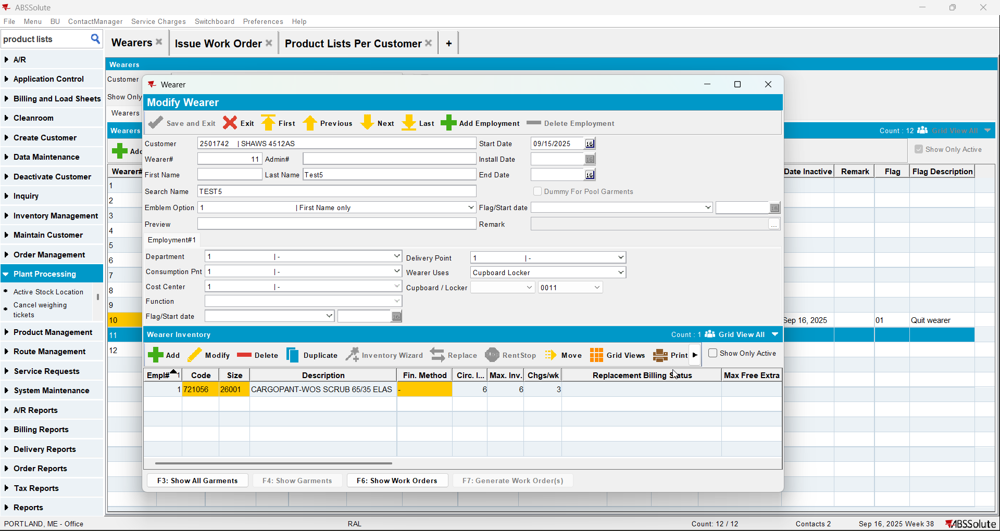 ABSSolute
File Menu BU ContactManager Service Charges Switchboard Preferences Help
product lists
Wearers Issue Work Order Product Lists Per Customer +
A/R
Application Control
Billing and Load Sheets
Cleanroom
Create Customer
Data Maintenance
Deactivate Customer
Inquiry
Inventory Management
Maintain Customer
Order Management
Plant Processing
Active Stock Location
Cancel weighing
tickets
Product Management
Route Management
Service Requests
System Maintenance
A/R Reports
Billing Reports
Delivery Reports
Order Reports
Tax Reports
Reports
Wearers
Customer
Show Only
Wearers
Wearers
Count : 12 Grid View All
Show Only Active
Wearer# Date Inactive Remark Flag Flag Description
1
2
3
4
5
6
7
8
9
10 Sep 16, 2025 01 Quit wearer
11
12
Wearer
Modify Wearer
Save and Exit Exit First Previous Next Last Add Employment Delete Employment
Customer 2501742 | SHAWS 4512AS Start Date 09/15/2025 16
Wearer# 11 Admin# Install Date 16
First Name Last Name Test5 End Date 16
Search Name TEST5 Dummy For Pool Garments
Emblem Option 1 | First Name only Flag/Start date 16
Preview Remark ...
Employment#1
Department 1 | - Delivery Point 1 | -
Consumption Pnt 1 | - Wearer Uses Cupboard Locker
Cost Center 1 | - Cupboard / Locker 0011
Function
Flag/Start date 16
Wearer Inventory Count : 1 Grid View All
Add Modify Delete Duplicate Inventory Wizard Replace RentStop Move Grid Views Print Show Only Active
Empl# 1 Code Size Description Fin. Method Circ. I... Max. Inv. Chgs/wk Replacement Billing Status Max Free Extra
1 721056 26001 CARGOPANT-WOS SCRUB 65/35 ELAS - 6 6 3
F3: Show All Garments F4: Show Garments F6: Show Work Orders F7: Generate Work Order(s)
PORTLAND, ME - Office RAL Count: 12 / 12 Contacts 2 Sep 16, 2025 Week 38 ABSSolute